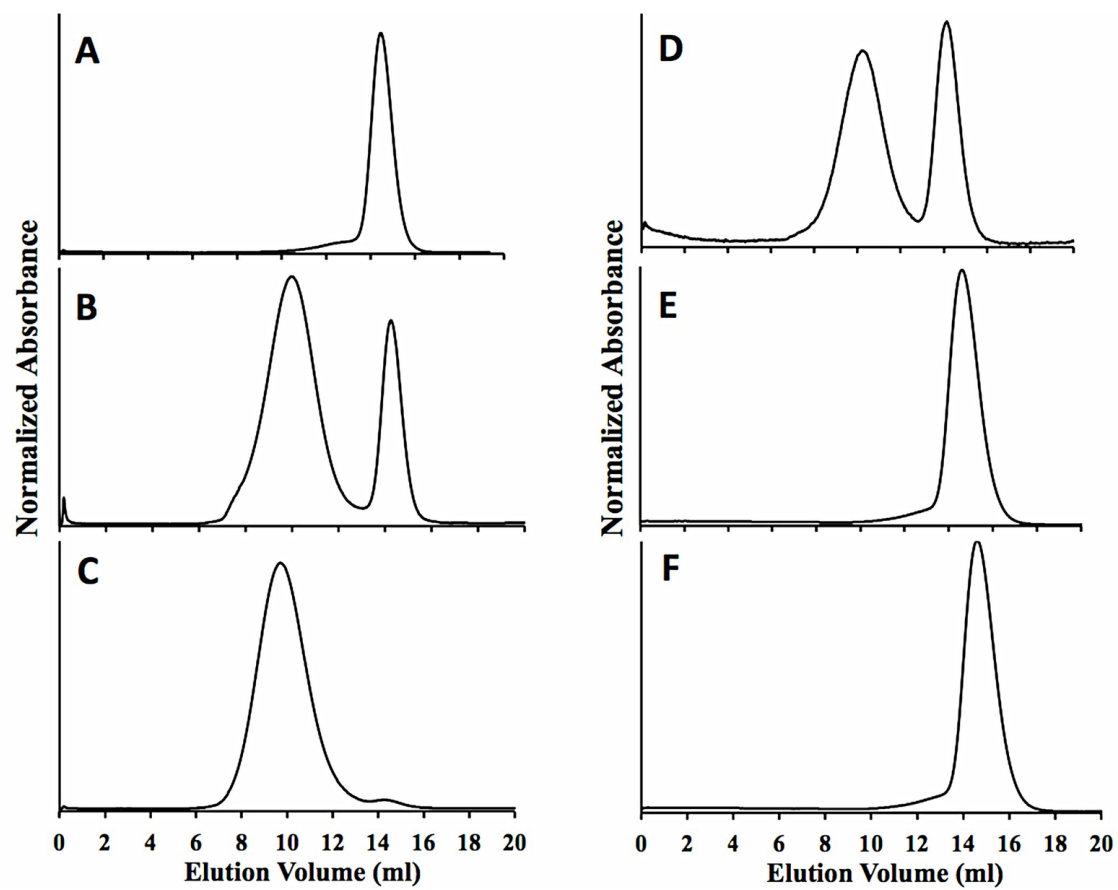 A
D
B
E
C
F
Normalized Absorbance
Normalized Absorbance
0 2 4 6 8 10 12 14 16 18 20
0 2 4 6 8 10 12 14 16 18 20
Elution Volume (ml)
Elution Volume (ml)